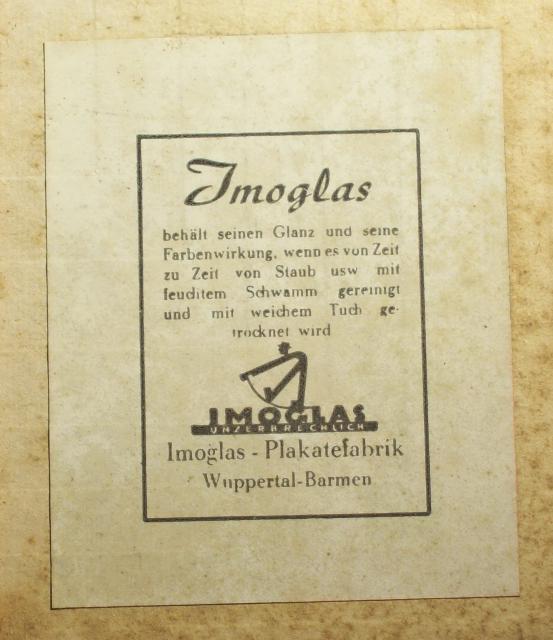 Imoglas
behält seinen Glanz und seine
Farbenwirkung, wenn es von Zeit
zu Zeit von Staub usw mit
feuchtem Schwamm gereinigt
und mit weichem Tuch ge-
trocknet wird
IMOGLAS
UNZERBRECHLICH
Imoglas - Plakatefabrik
Wuppertal-Barmen